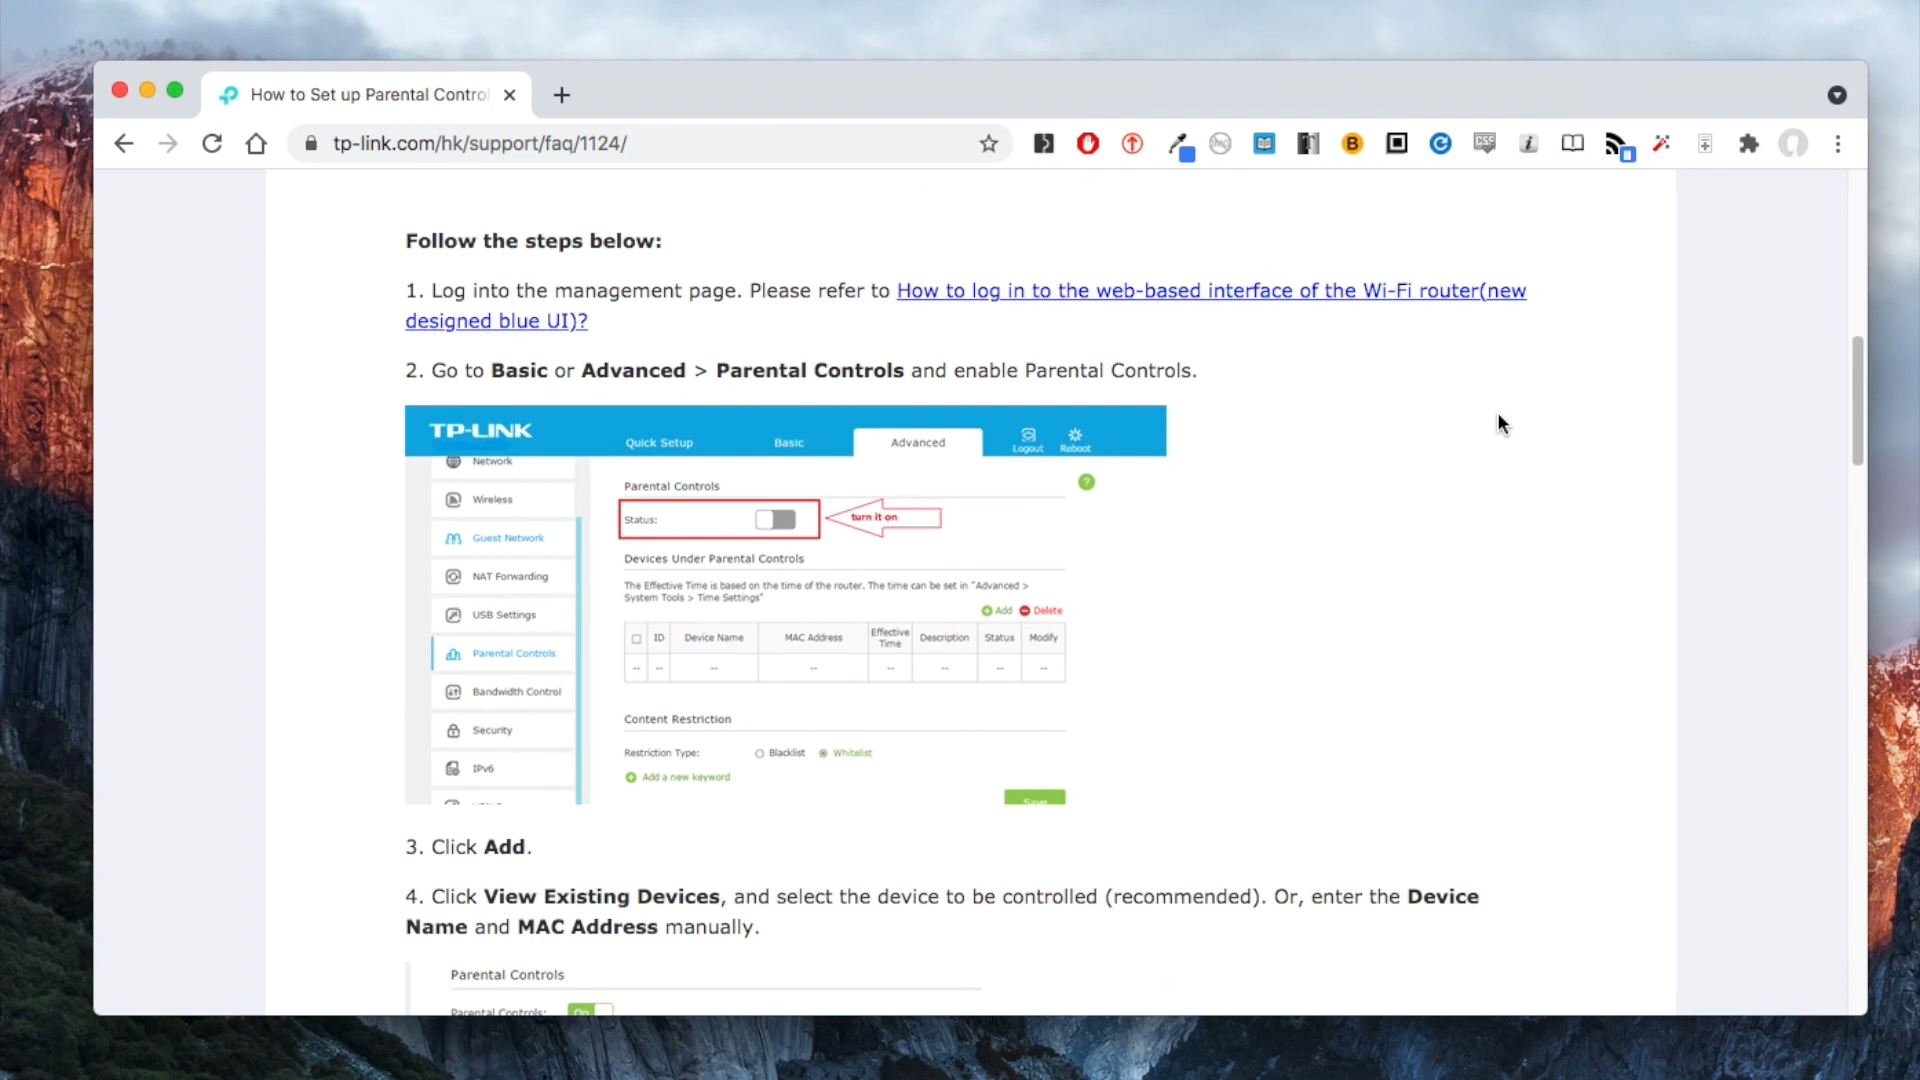 How to Set up Parental Contro
tp-link.com/hk/support/faq/1124/
Follow the steps below:
1. Log into the management page. Please refer to How to log in to the web-based interface of the Wi-Fi router(new
designed blue UI)?
2. Go to Basic or Advanced > Parental Controls and enable Parental Controls.
TP-LINK
Quick Setup
Basic
Advanced
Logout
Reboot
Network
Wireless
Guest Network
NAT Forwarding
USB Settings
Parental Controls
Bandwidth Control
Security
IPv6
Parental Controls
Status:
turn it on
Devices Under Parental Controls
The Effective Time is based on the time of the router. The time can be set in "Advanced >
System Tools > Time Settings"
Add Delete
ID Device Name MAC Address Effective Time Description Status Modify
-- -- -- -- -- -- -- --
Content Restriction
Restriction Type: Blacklist Whitelist
Add a new keyword
Save
3. Click Add.
4. Click View Existing Devices, and select the device to be controlled (recommended). Or, enter the Device
Name and MAC Address manually.
Parental Controls
Parental Controls: On